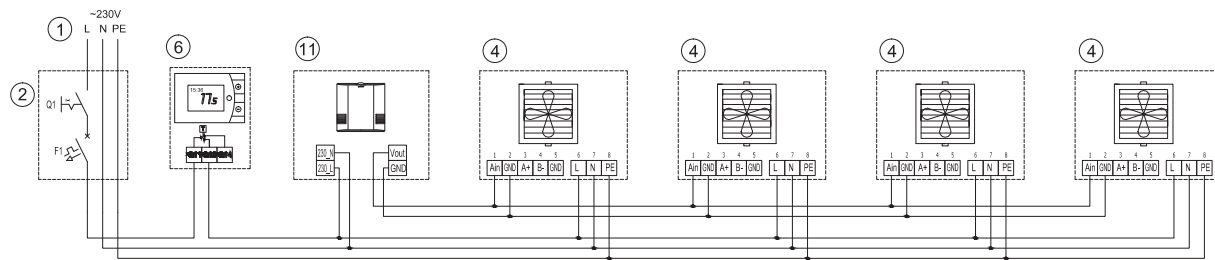 ~230V
L N PE
1
2
Q1
F1
6
15:36
11
230_N
230_L
Vout
GND
4
1 2 3 4 5 6 7 8
Ain GND A+ B- GND L N PE
4
1 2 3 4 5 6 7 8
Ain GND A+ B- GND L N PE
4
1 2 3 4 5 6 7 8
Ain GND A+ B- GND L N PE
4
1 2 3 4 5 6 7 8
Ain GND A+ B- GND L N PE